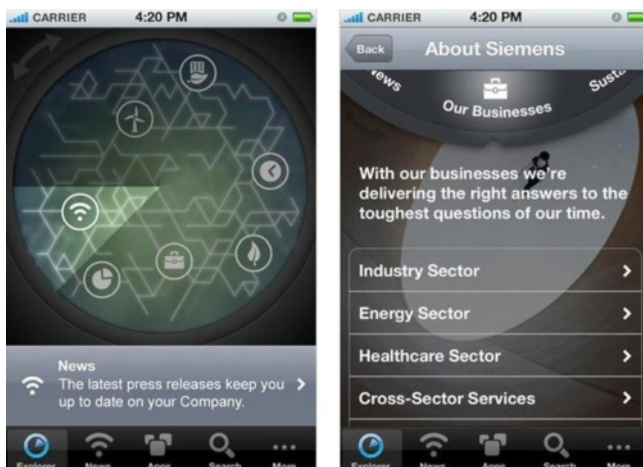 CARRIER 4:20 PM
News
The latest press releases keep you
up to date on your Company.
Explorer News Apps Search More
CARRIER 4:20 PM
Back About Siemens
News Our Businesses
With our businesses we're
delivering the right answers to the
toughest questions of our time.
Industry Sector
Energy Sector
Healthcare Sector
Cross-Sector Services
Explorer News Apps Search More